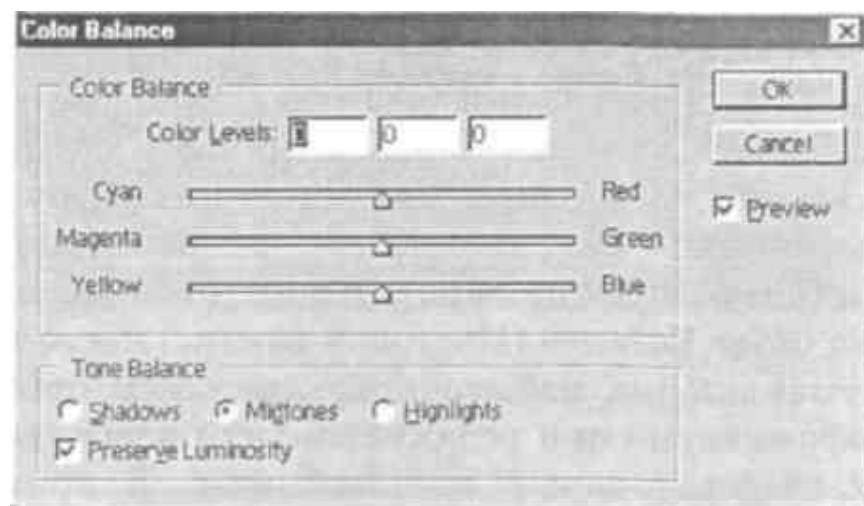 Color Balance
Color Balance
OK
Color Levels: 0 0
Cancel
Cyan Red
Preview
Magenta Green
Yellow Blue
Tone Balance
Shadows Midtones Highlights
Preserve Luminosity